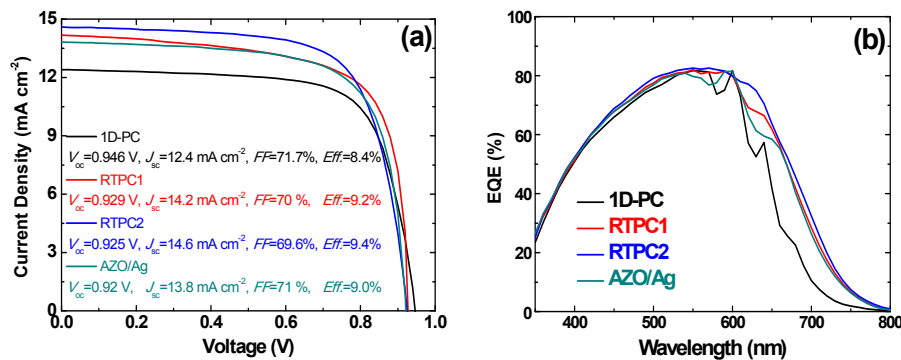 (a)
15
12
9
6
3
0
Current Density (mA cm⁻²)
1D-PC
Voc=0.946 V, Jsc=12.4 mA cm⁻², FF=71.7%, Eff.=8.4%
RTPC1
Voc=0.929 V, Jsc=14.2 mA cm⁻², FF=70 %, Eff.=9.2%
RTPC2
Voc=0.925 V, Jsc=14.6 mA cm⁻², FF=69.6%, Eff.=9.4%
AZO/Ag
Voc=0.92 V, Jsc=13.8 mA cm⁻², FF=71 %, Eff.=9.0%
0.0 0.2 0.4 0.6 0.8 1.0
Voltage (V)
(b)
100
80
60
40
20
0
EQE (%)
1D-PC
RTPC1
RTPC2
AZO/Ag
400 500 600 700 800
Wavelength (nm)